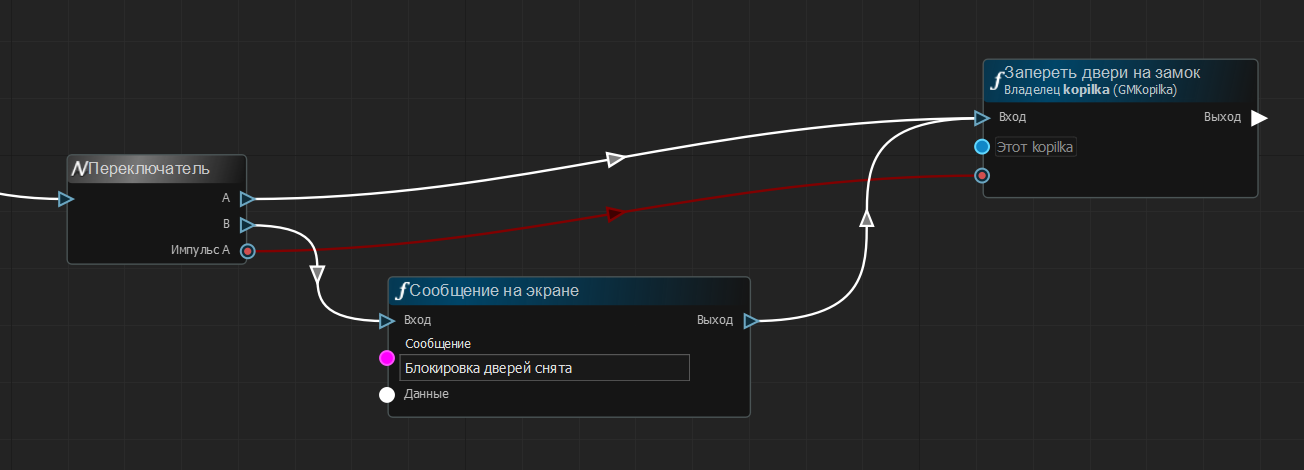 Переключатель
A
B
Импульс A
Сообщение на экране
Вход
Выход
Сообщение
Блокировка дверей снята
Данные
Запереть двери на замок
Владелец kopilka (GMKopilka)
Вход
Выход
Этот kopilka